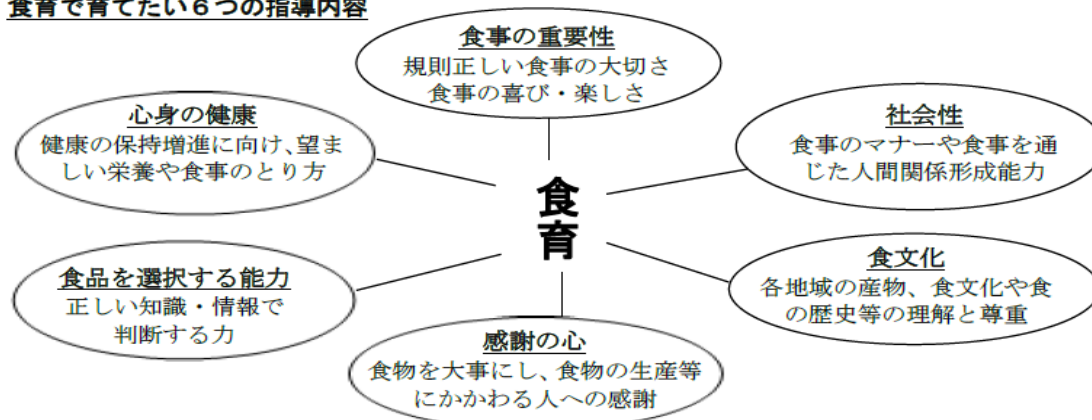 食育で育てたい６つの指導内容
食事の重要性
規則正しい食事の大切さ
食事の喜び・楽しさ
心身の健康
健康の保持増進に向け、望ま
しい栄養や食事のとり方
社会性
食事のマナーや食事を通
じた人間関係形成能力
食育
食品を選択する能力
正しい知識・情報で
判断する力
食文化
各地域の産物、食文化や食
の歴史等の理解と尊重
感謝の心
食物を大事にし、食物の生産等
にかかわる人への感謝